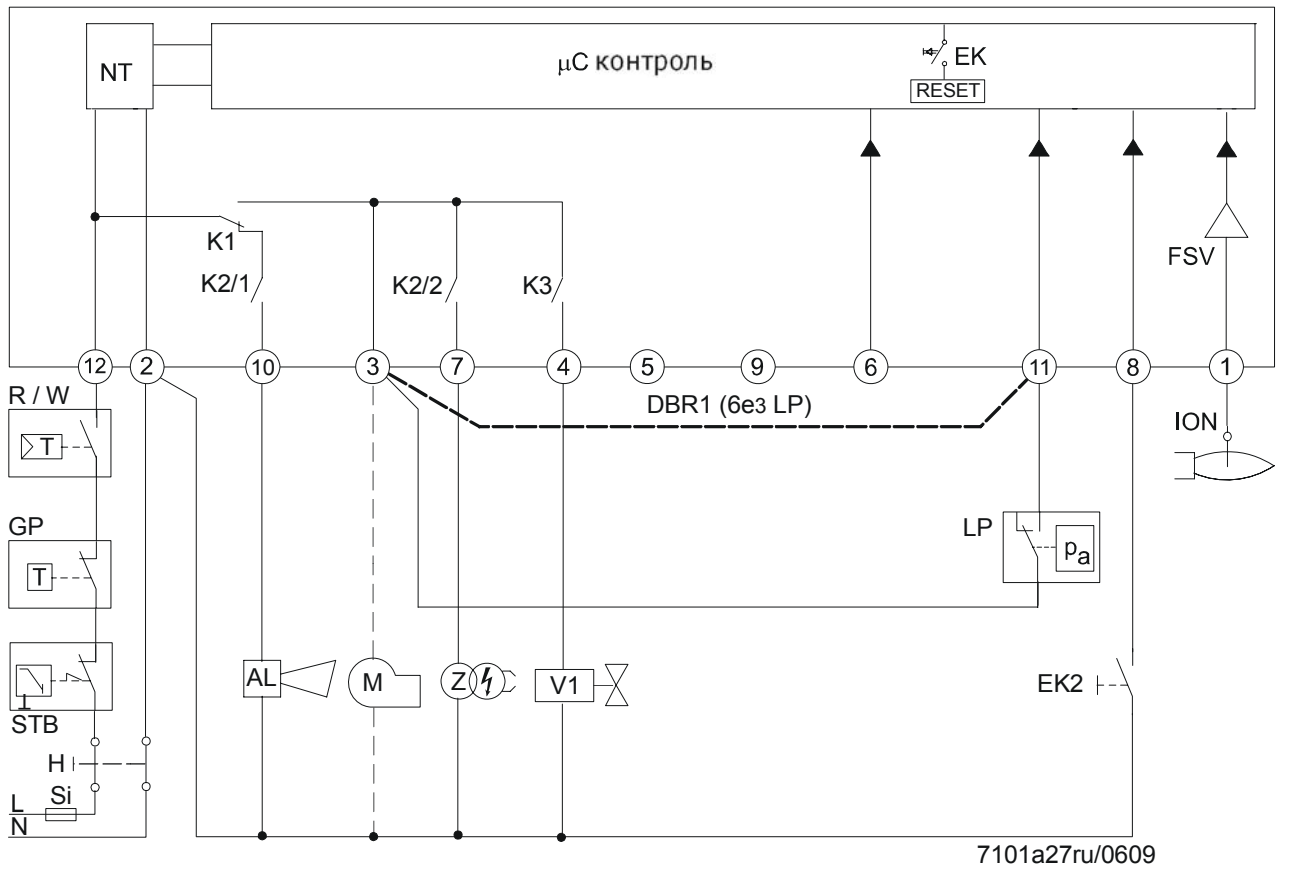 NT
μC контроль
EK
RESET
FSV
K1
K2/1
K2/2
K3
12
2
10
3
7
4
5
9
6
11
8
1
R / W
DBR1 (6eз LP)
ION
T
GP
LP
pa
T
AL
M
Z
V1
EK2
STB
H
Si
L
N
7101a27ru/0609